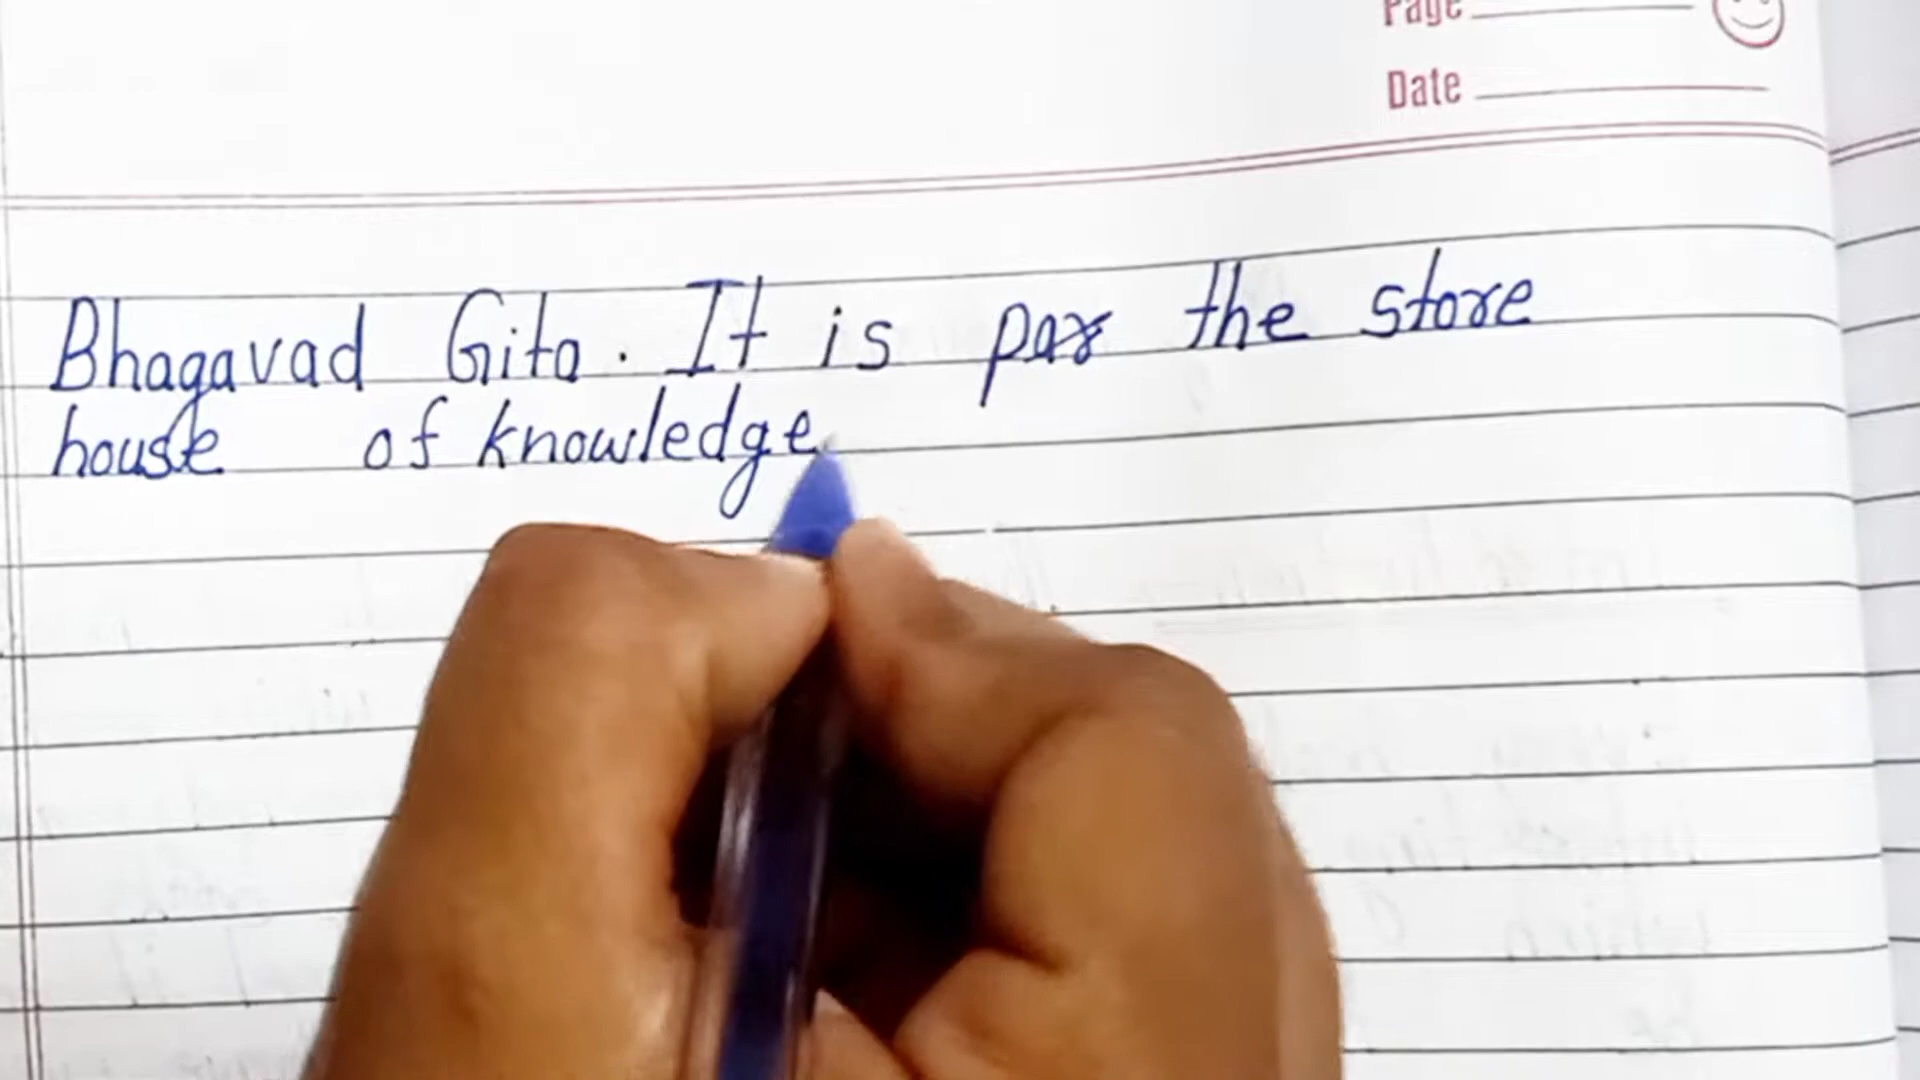 Page
Date
Bhagavad Gita. It is par the store
house of knowledge